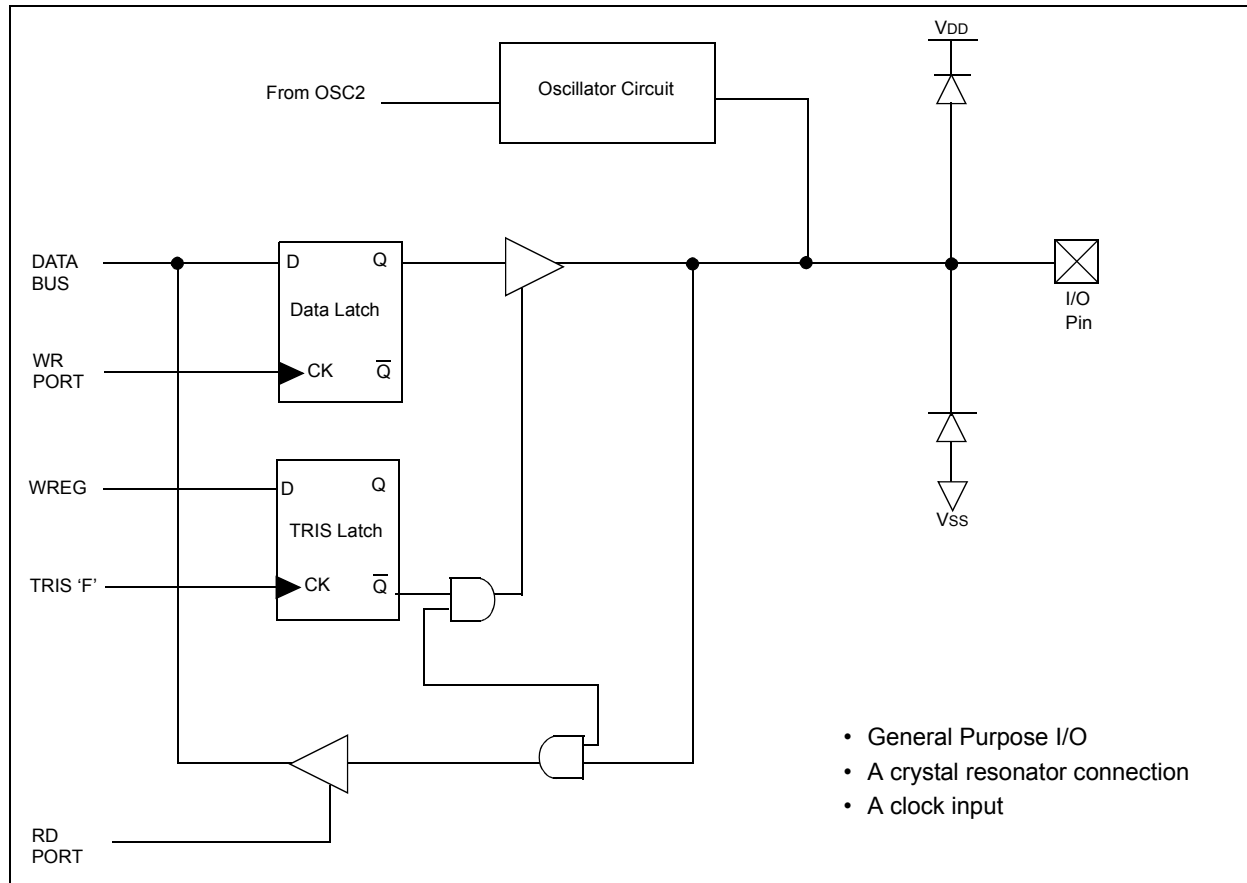 VDD
From OSC2
Oscillator Circuit
DATA
BUS
D
Q
Data Latch
WR
PORT
CK
Q̅
I/O
Pin
WREG
D
Q
TRIS Latch
TRIS ‘F’
CK
Q̅
VSS
RD
PORT
• General Purpose I/O
• A crystal resonator connection
• A clock input